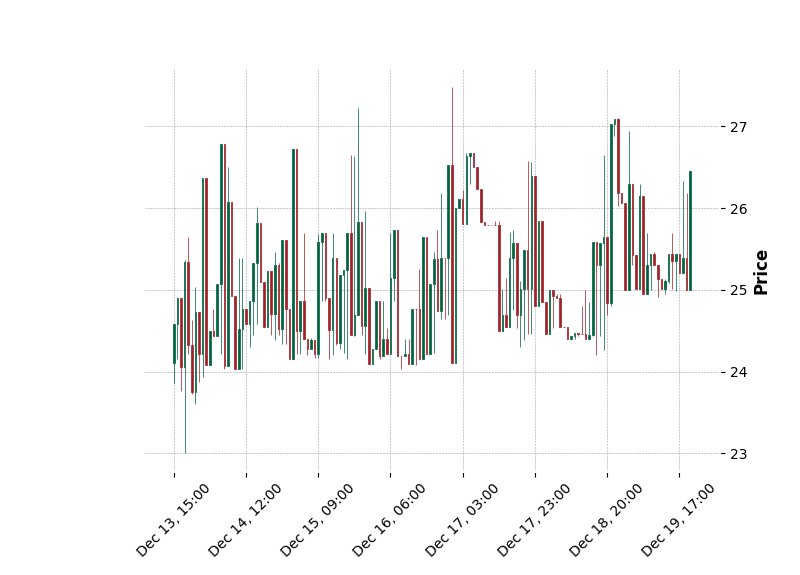 27
26
25
24
23
Price
Dec 13, 15:00
Dec 14, 12:00
Dec 15, 09:00
Dec 16, 06:00
Dec 17, 03:00
Dec 17, 23:00
Dec 18, 20:00
Dec 19, 17:00